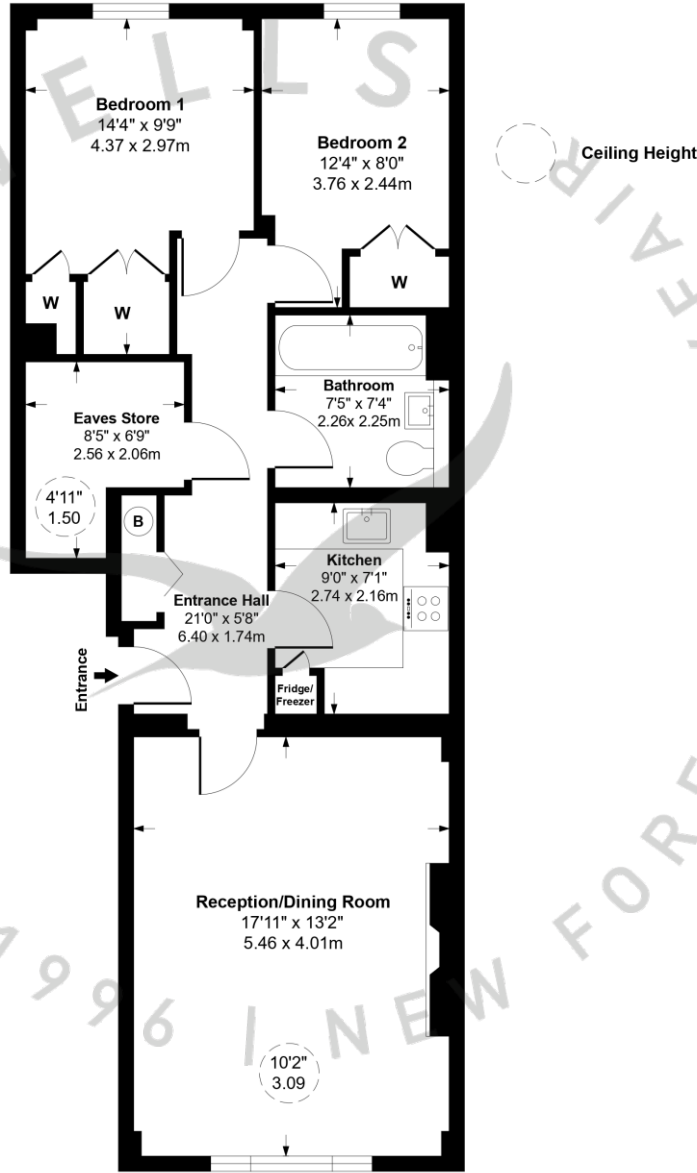 Bedroom 1
14'4" x 9'9"
4.37 x 2.97m
Bedroom 2
12'4" x 8'0"
3.76 x 2.44m
Ceiling Height
W
W
W
Bathroom
7'5" x 7'4"
2.26x 2.25m
Eaves Store
8'5" x 6'9"
2.56 x 2.06m
4'11"
1.50
B
Kitchen
9'0" x 7'1"
2.74 x 2.16m
Entrance Hall
21'0" x 5'8"
6.40 x 1.74m
Entrance
Fridge/
Freezer
Reception/Dining Room
17'11" x 13'2"
5.46 x 4.01m
10'2"
3.09
1996 | NEW